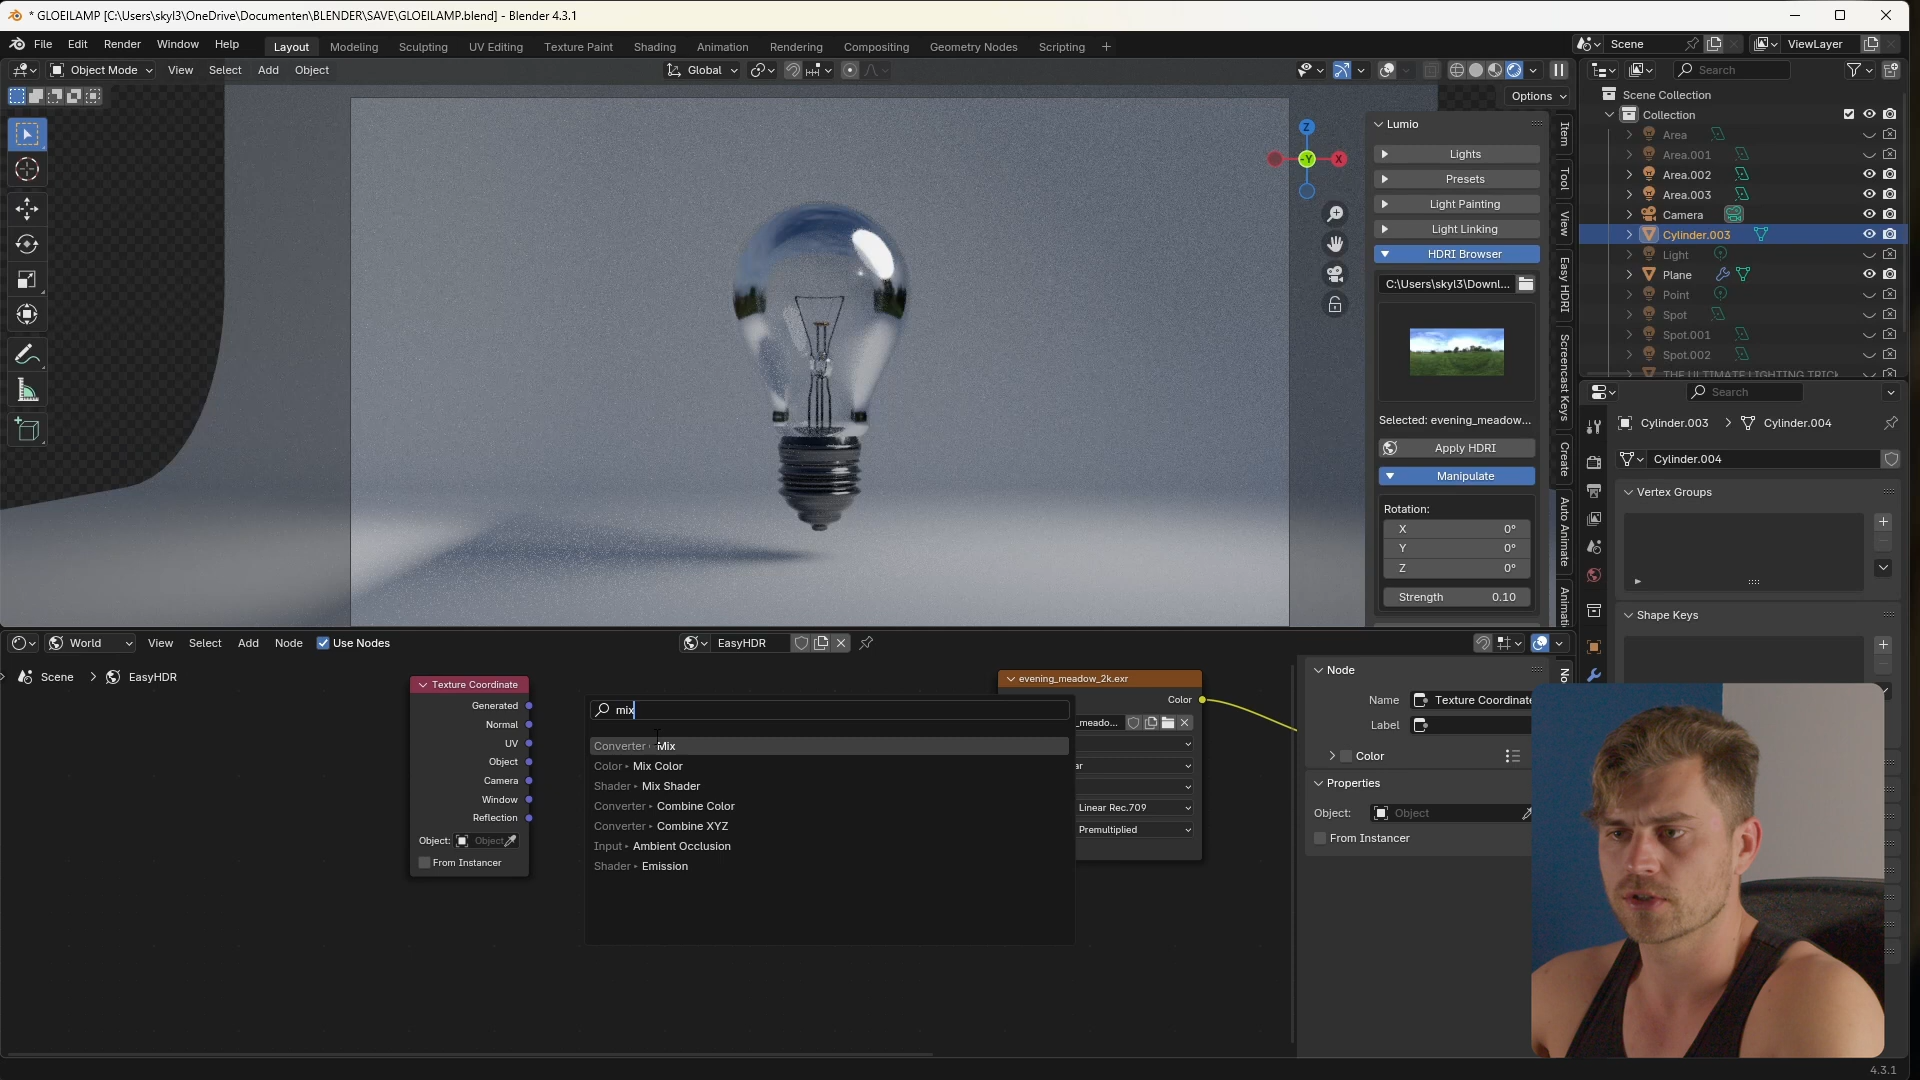 * GLOEILAMP [C:\Users\skyl3\OneDrive\Documenten\BLENDER\SAVE\GLOEILAMP.blend] - Blender 4.3.1
File Edit Render Window Help Layout Modeling Sculpting UV Editing Texture Paint Shading Animation Rendering Compositing Geometry Nodes Scripting + Scene ViewLayer
Object Mode View Select Add Object Global Search
Options
Scene Collection
Collection
Area
Area.001
Area.002
Area.003
Camera
Cylinder.003
Light
Plane
Point
Spot
Spot.001
Spot.002
THE ULTIMATE LIGHTING TRICK
Z
-Y
X
Lumio
Lights
Presets
Light Painting
Light Linking
HDRI Browser
C:\Users\skyl3\Downl...
Selected: evening_meadow...
Apply HDRI
Manipulate
Rotation:
X 0°
Y 0°
Z 0°
Strength 0.10
Item
Tool
View
Easy HDRI
Screencast Keys
Create
Auto Animate
Animati
Search
Cylinder.003 > Cylinder.004
Cylinder.004
Vertex Groups
Shape Keys
World View Select Add Node Use Nodes EasyHDR
Scene > EasyHDR
Texture Coordinate
Generated
Normal
UV
Object
Camera
Window
Reflection
Object: Object
From Instancer
mix
Converter ▸ Mix
Color ▸ Mix Color
Shader ▸ Mix Shader
Converter ▸ Combine Color
Converter ▸ Combine XYZ
Input ▸ Ambient Occlusion
Shader ▸ Emission
evening_meadow_2k.exr
Color
_meado...
ar
Linear Rec.709
Premultiplied
Node
Name Texture Coordinate
Label
Color
Properties
Object: Object
From Instancer
4.3.1